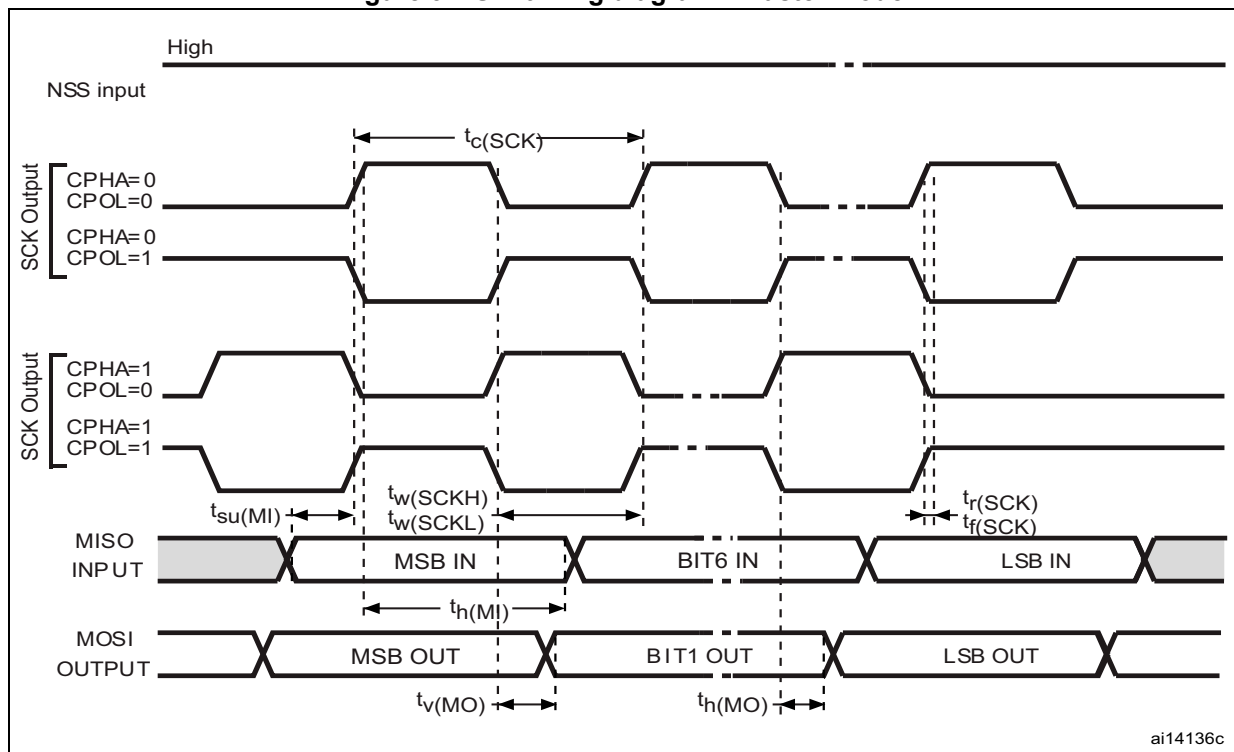 High
NSS input
tc(SCK)
SCK Output
CPHA=0
CPOL=0
CPHA=0
CPOL=1
SCK Output
CPHA=1
CPOL=0
CPHA=1
CPOL=1
tsu(MI)
tw(SCKH)
tw(SCKL)
tr(SCK)
tf(SCK)
MISO
INPUT
MSB IN
BIT6 IN
LSB IN
th(MI)
MOSI
OUTPUT
MSB OUT
BIT1 OUT
LSB OUT
tv(MO)
th(MO)
ai14136c